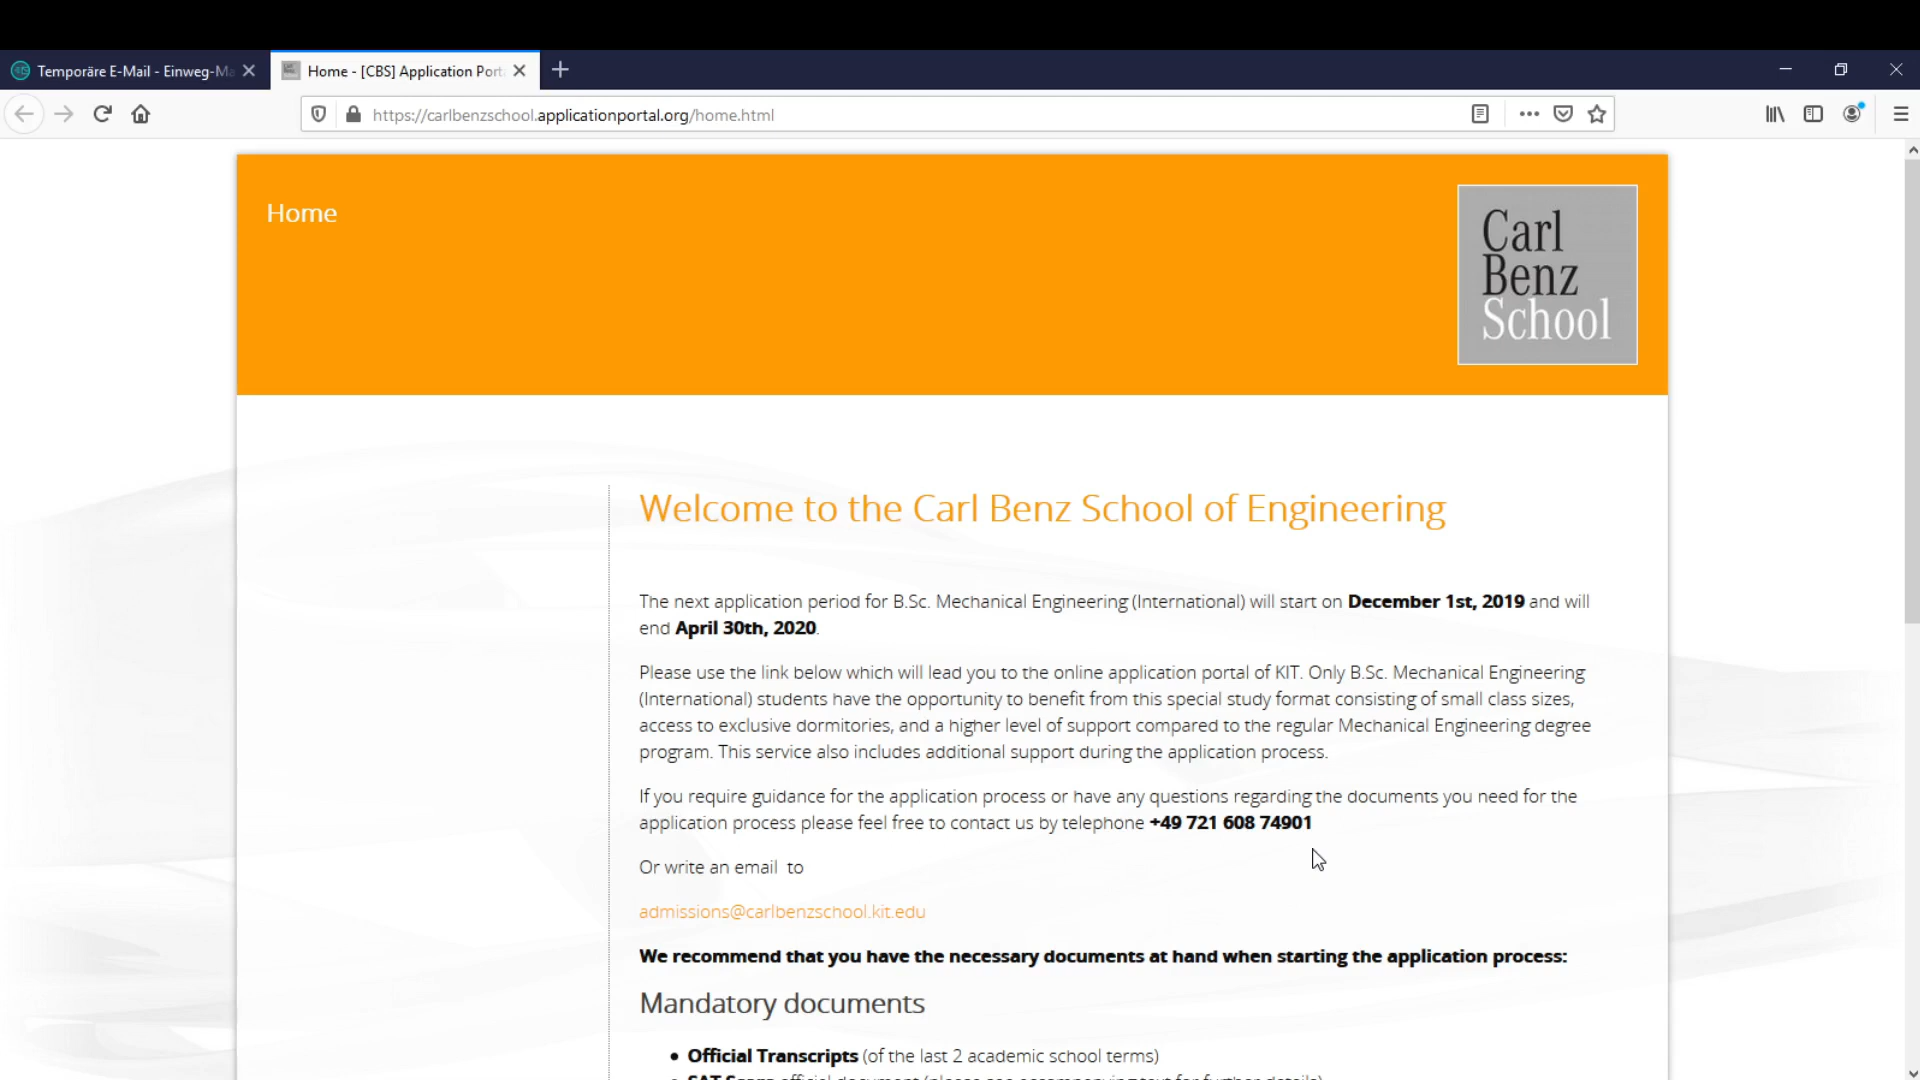 Temporäre E-Mail - Einweg-Ma
Home - [CBS] Application Port
https://carlbenzschool.applicationportal.org/home.html
Home
Carl
Benz
School
Welcome to the Carl Benz School of Engineering
The next application period for B.Sc. Mechanical Engineering (International) will start on December 1st, 2019 and will
end April 30th, 2020.
Please use the link below which will lead you to the online application portal of KIT. Only B.Sc. Mechanical Engineering
(International) students have the opportunity to benefit from this special study format consisting of small class sizes,
access to exclusive dormitories, and a higher level of support compared to the regular Mechanical Engineering degree
program. This service also includes additional support during the application process.
If you require guidance for the application process or have any questions regarding the documents you need for the
application process please feel free to contact us by telephone +49 721 608 74901
Or write an email to
admissions@carlbenzschool.kit.edu
We recommend that you have the necessary documents at hand when starting the application process:
Mandatory documents
• Official Transcripts (of the last 2 academic school terms)